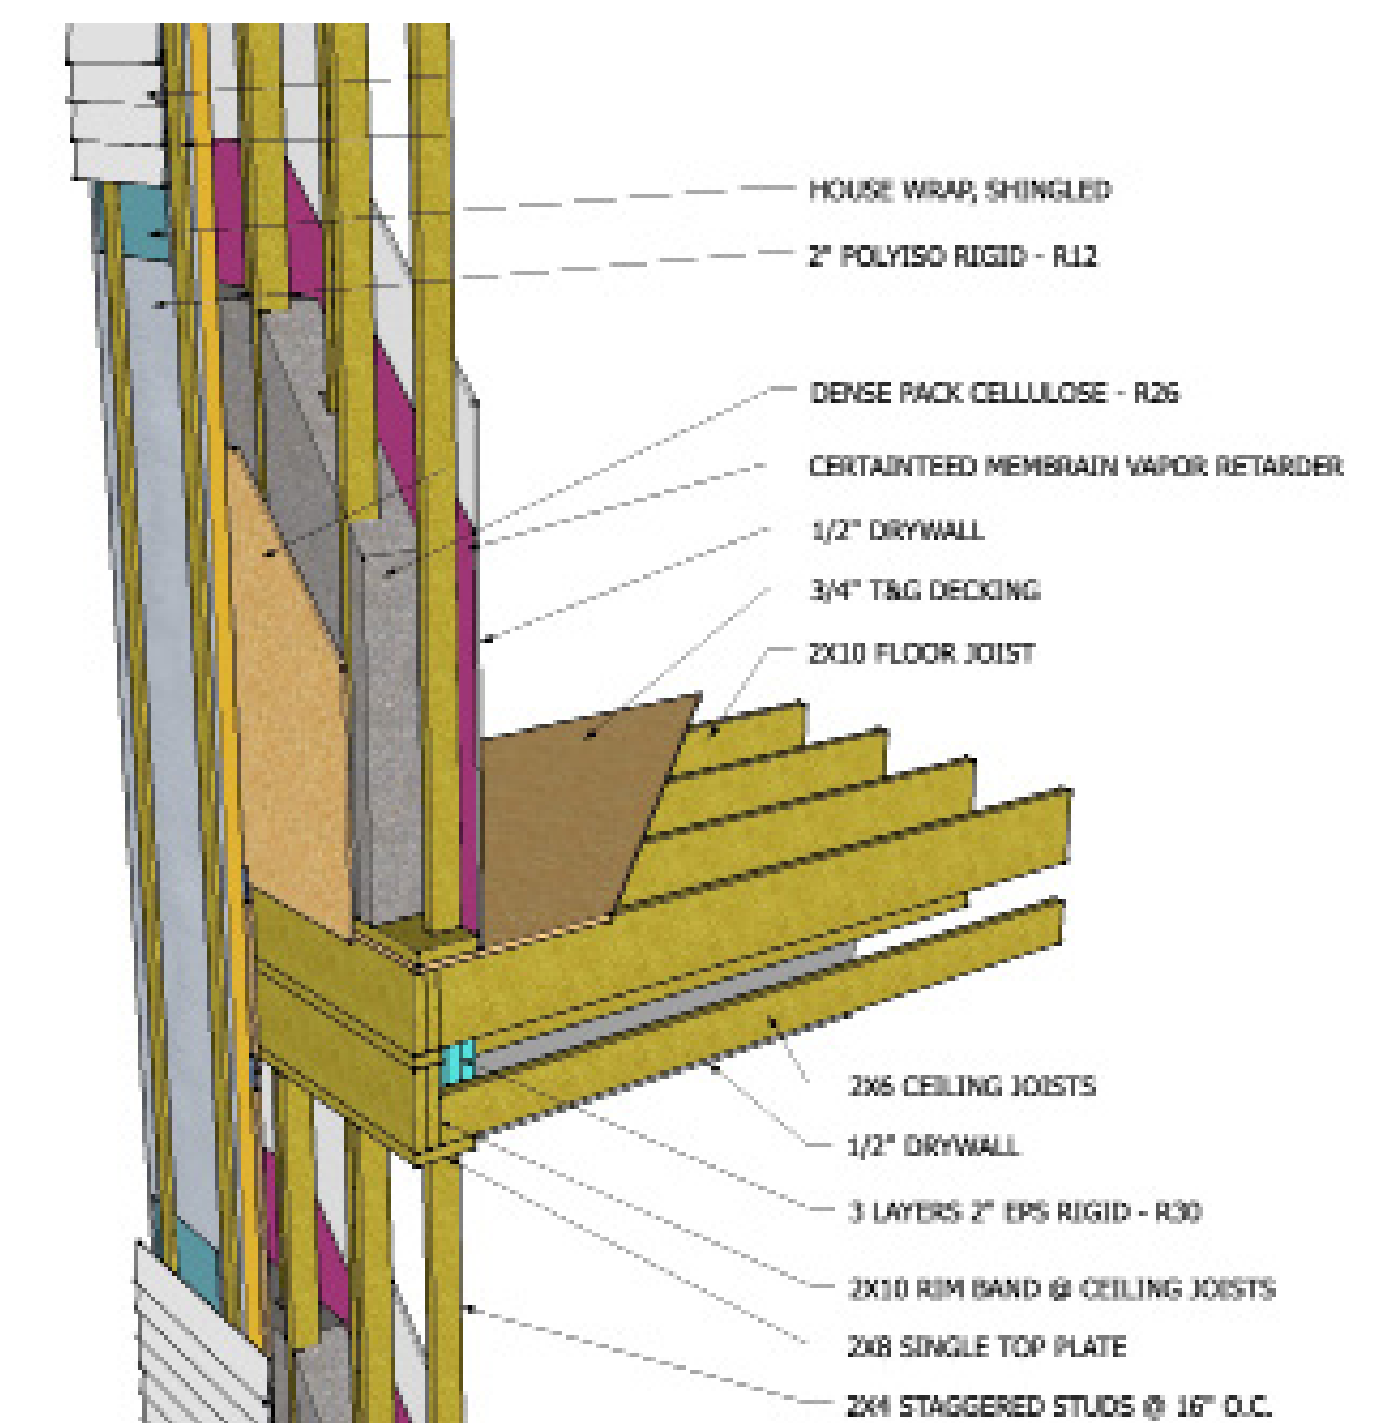 HOUSE WRAP, SHINGLED
2" POLYISO RIGID - R12
DENSE PACK CELLULOSE - R26
CERTAINTEED MEMBRAIN VAPOR RETARDER
1/2" DRYWALL
3/4" T&G DECKING
2X10 FLOOR JOIST
2X6 CEILING JOISTS
1/2" DRYWALL
3 LAYERS 2" EPS RIGID - R30
2X10 RIM BAND @ CEILING JOISTS
2X8 SINGLE TOP PLATE
2X4 STAGGERED STUDS @ 16" O.C.